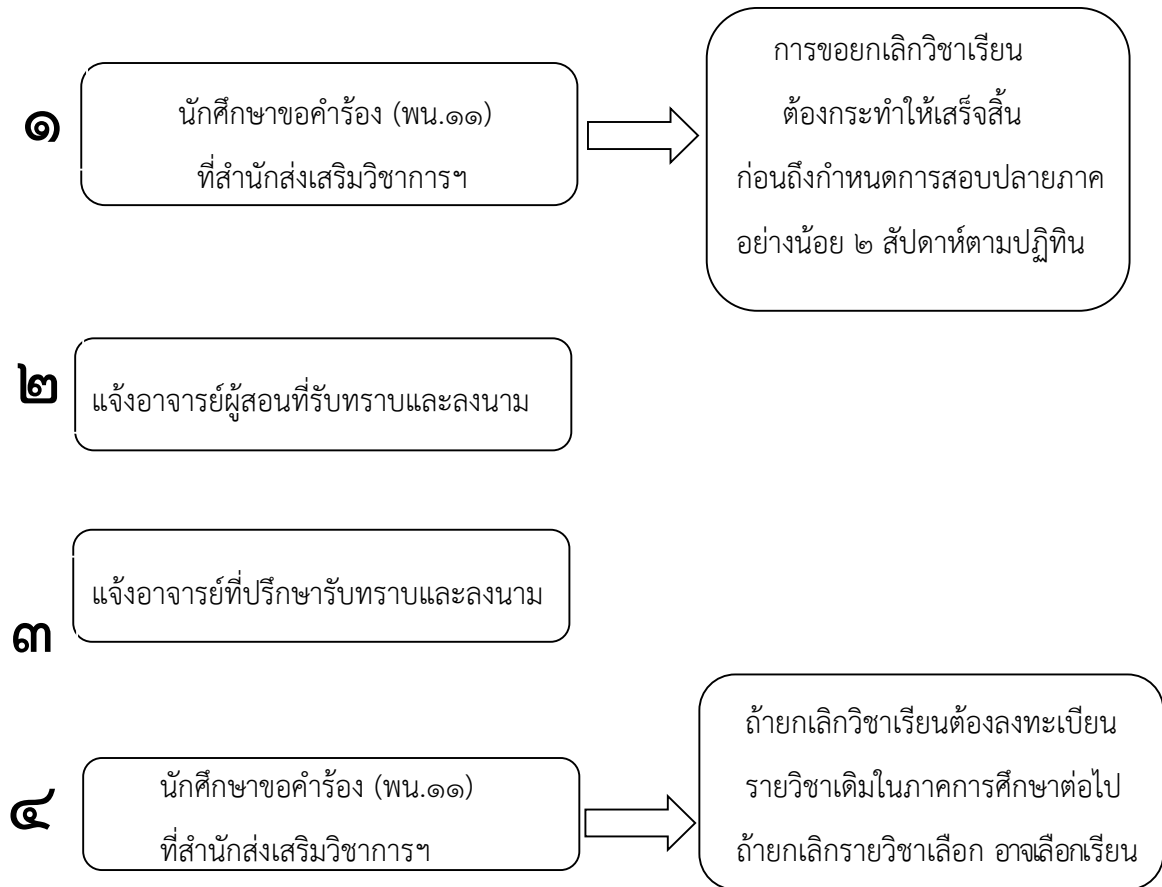 ๑
นักศึกษาขอคำร้อง (พน.๑๑)
ที่สำนักส่งเสริมวิชาการฯ
การขอยกเลิกวิชาเรียน
ต้องกระทำให้เสร็จสิ้น
ก่อนถึงกำหนดการสอบปลายภาค
อย่างน้อย ๒ สัปดาห์ตามปฏิทิน
๒
แจ้งอาจารย์ผู้สอนที่รับทราบและลงนาม
๓
แจ้งอาจารย์ที่ปรึกษารับทราบและลงนาม
๔
นักศึกษาขอคำร้อง (พน.๑๑)
ที่สำนักส่งเสริมวิชาการฯ
ถ้ายกเลิกวิชาเรียนต้องลงทะเบียน
รายวิชาเดิมในภาคการศึกษาต่อไป
ถ้ายกเลิกรายวิชาเลือก อาจเลือกเรียน